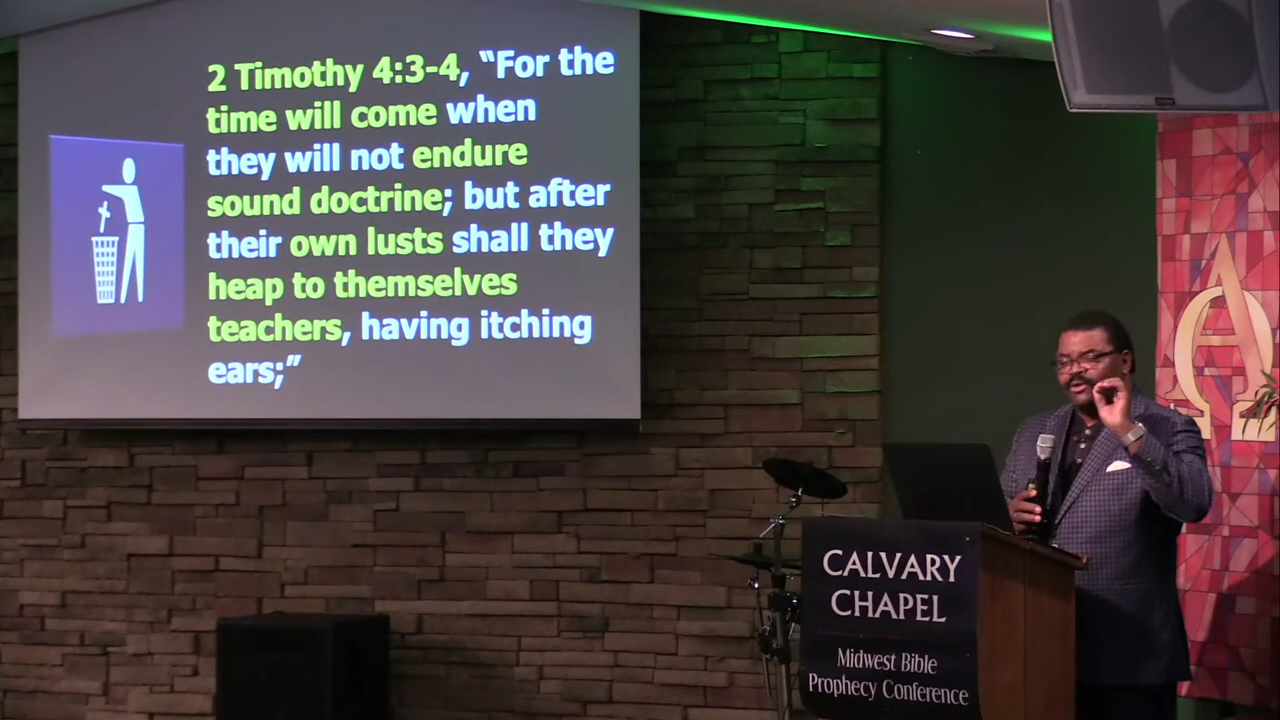 2 Timothy 4:3-4, “For the
time will come when
they will not endure
sound doctrine; but after
their own lusts shall they
heap to themselves
teachers, having itching
ears;”
CALVARY
CHAPEL
Midwest Bible
Prophecy Conference